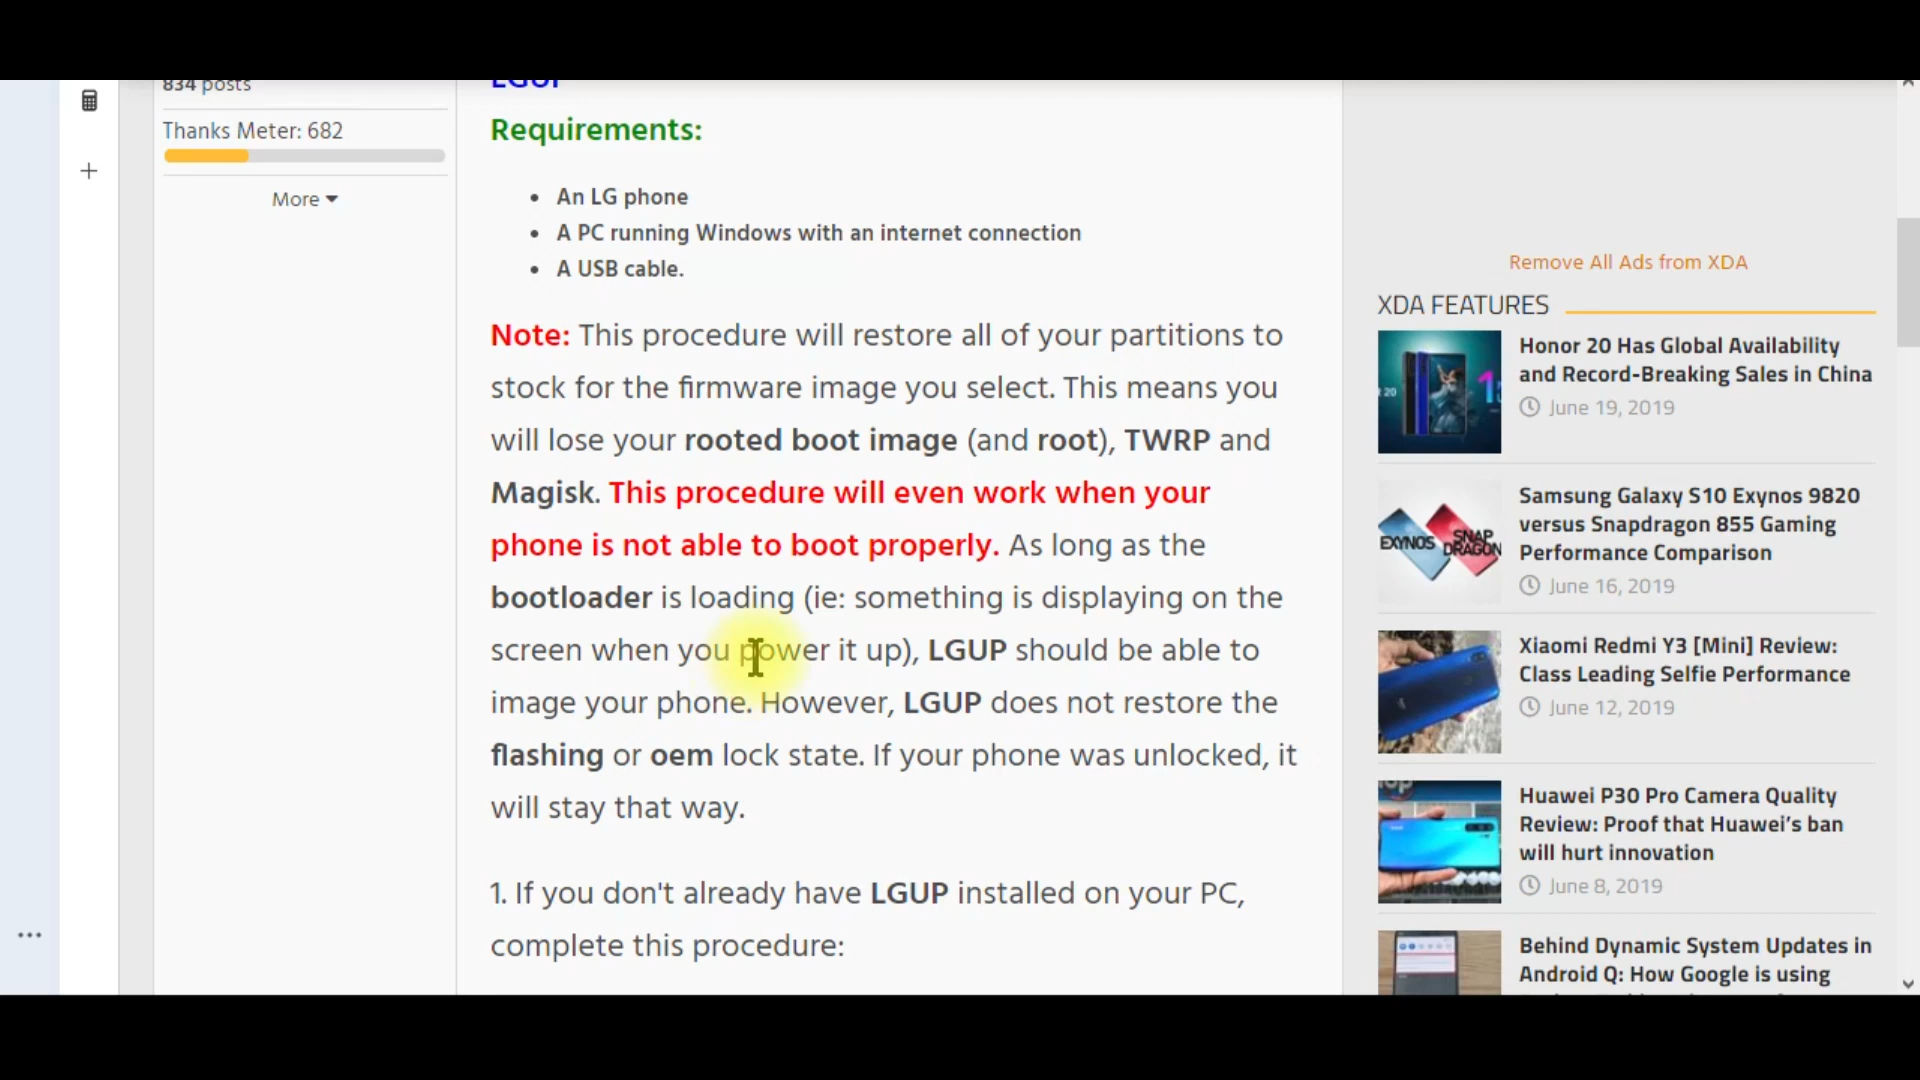 834 posts
Thanks Meter: 682
More
LGUP
Requirements:
• An LG phone
• A PC running Windows with an internet connection
• A USB cable.
Note: This procedure will restore all of your partitions to
stock for the firmware image you select. This means you
will lose your rooted boot image (and root), TWRP and
Magisk. This procedure will even work when your
phone is not able to boot properly. As long as the
bootloader is loading (ie: something is displaying on the
screen when you power it up), LGUP should be able to
image your phone. However, LGUP does not restore the
flashing or oem lock state. If your phone was unlocked, it
will stay that way.
1. If you don't already have LGUP installed on your PC,
complete this procedure:
Remove All Ads from XDA
XDA FEATURES
Honor 20 Has Global Availability
and Record-Breaking Sales in China
June 19, 2019
EXYNOS
SNAP
DRAGON
Samsung Galaxy S10 Exynos 9820
versus Snapdragon 855 Gaming
Performance Comparison
June 16, 2019
Xiaomi Redmi Y3 [Mini] Review:
Class Leading Selfie Performance
June 12, 2019
Huawei P30 Pro Camera Quality
Review: Proof that Huawei’s ban
will hurt innovation
June 8, 2019
Behind Dynamic System Updates in
Android Q: How Google is using